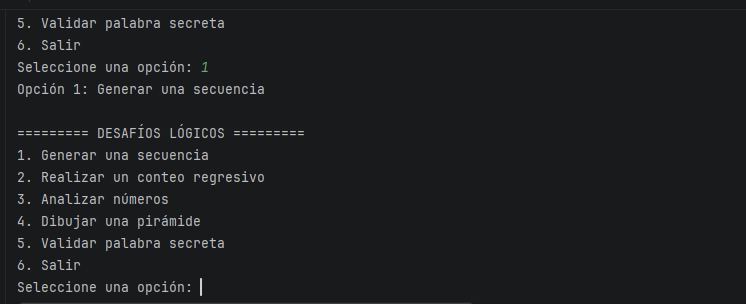 5. Validar palabra secreta
6. Salir
Seleccione una opción: 1
Opción 1: Generar una secuencia
========= DESAFÍOS LÓGICOS =========
1. Generar una secuencia
2. Realizar un conteo regresivo
3. Analizar números
4. Dibujar una pirámide
5. Validar palabra secreta
6. Salir
Seleccione una opción: